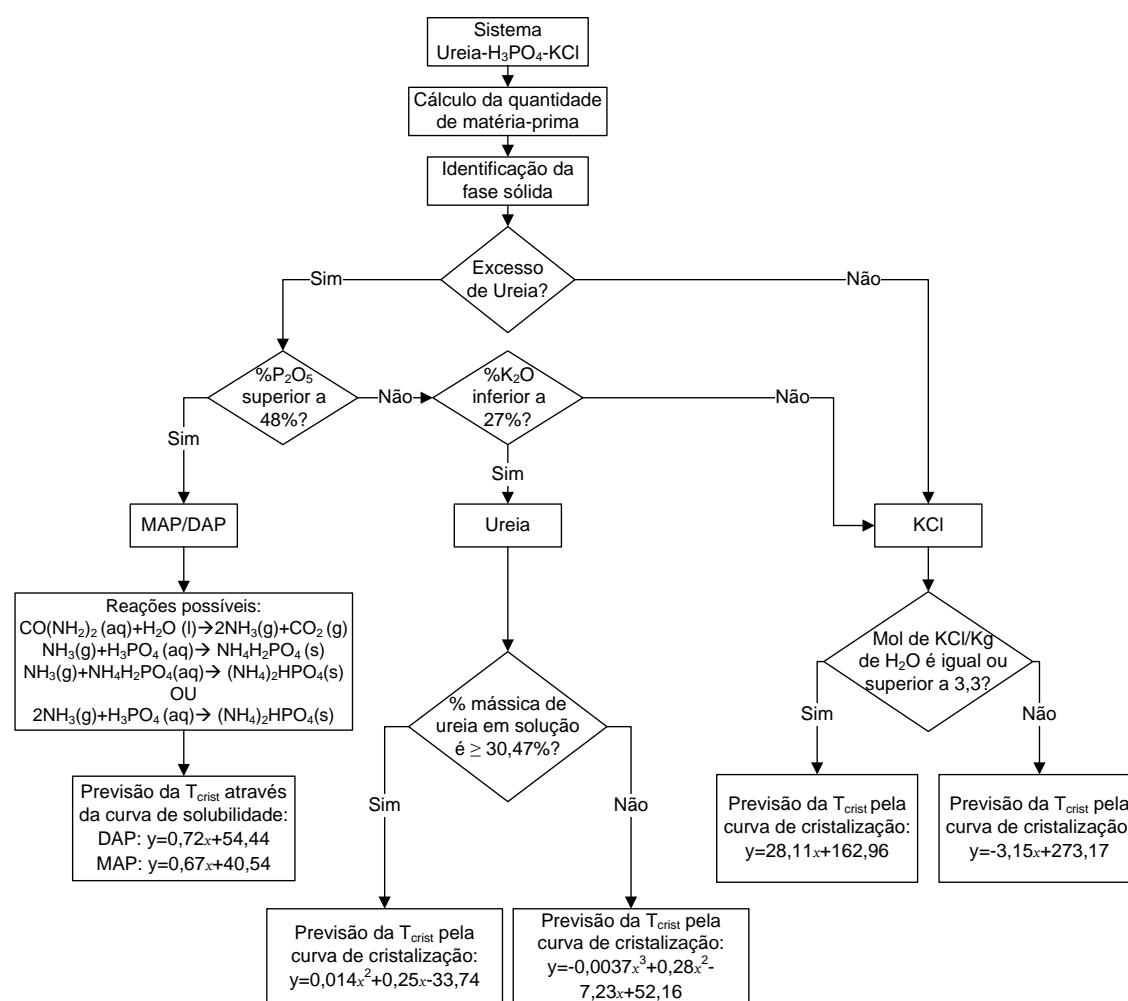 Sistema
Ureia-H₃PO₄-KCl
Cálculo da quantidade
de matéria-prima
Identificação da
fase sólida
Excesso
de Ureia?
Sim
Não
%P₂O₅
superior a
48%?
Não
%K₂O
inferior a
27%?
Não
Sim
Sim
MAP/DAP
Ureia
KCl
Reações possíveis:
CO(NH₂)₂ (aq)+H₂O (l)→2NH₃(g)+CO₂ (g)
NH₃(g)+H₃PO₄ (aq)→ NH₄H₂PO₄ (s)
NH₃(g)+NH₄H₂PO₄(aq)→ (NH₄)₂HPO₄(s)
OU
2NH₃(g)+H₃PO₄ (aq)→ (NH₄)₂HPO₄(s)
% mássica de
ureia em solução
é ≥ 30,47%?
Mol de KCl/Kg
de H₂O é igual ou
superior a 3,3?
Sim
Não
Sim
Não
Previsão da T_crist através
da curva de solubilidade:
DAP: y=0,72x+54,44
MAP: y=0,67x+40,54
Previsão da T_crist pela
curva de cristalização:
y=28,11x+162,96
Previsão da T_crist pela
curva de cristalização:
y=-3,15x+273,17
Previsão da T_crist pela
curva de cristalização:
y=0,014x²+0,25x-33,74
Previsão da T_crist pela
curva de cristalização:
y=-0,0037x³+0,28x²-
7,23x+52,16